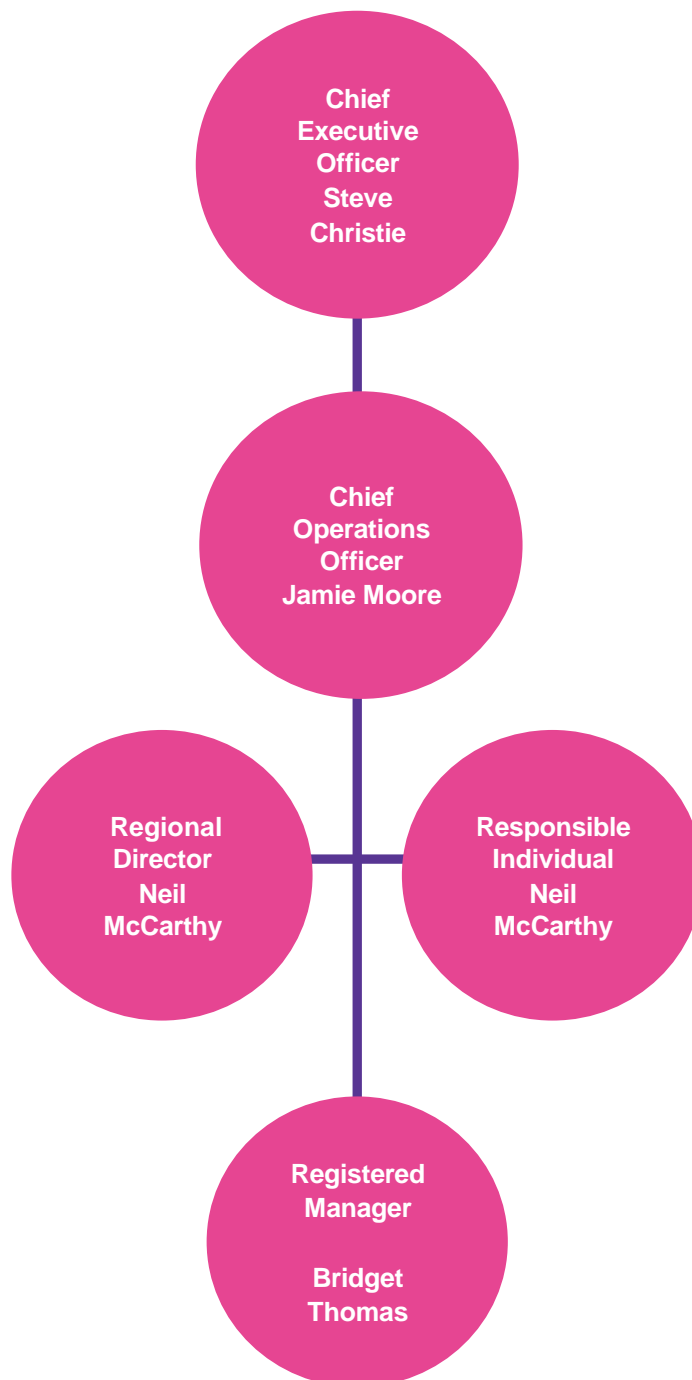 Chief
Executive
Officer
Steve
Christie
Chief
Operations
Officer
Jamie Moore
Regional
Director
Neil
McCarthy
Responsible
Individual
Neil
McCarthy
Registered
Manager
Bridget
Thomas